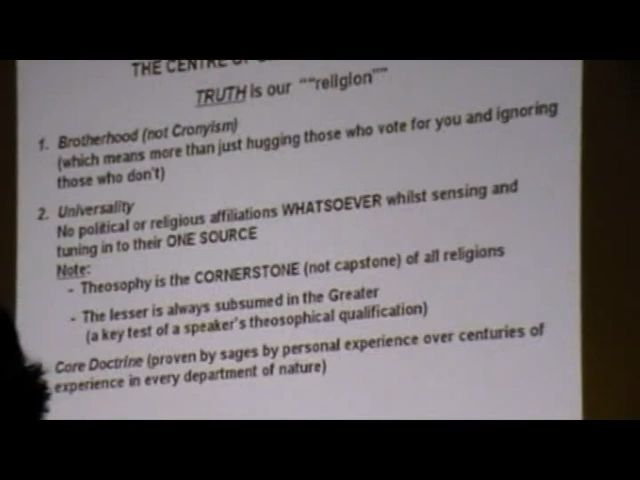 THE CENTRE OF
TRUTH is our ""religion""
1. Brotherhood (not Cronyism)
(which means more than just hugging those who vote for you and ignoring
those who don't)
2. Universality
No political or religious affiliations WHATSOEVER whilst sensing and
tuning in to their ONE SOURCE
Note:
- Theosophy is the CORNERSTONE (not capstone) of all religions
- The lesser is always subsumed in the Greater
(a key test of a speaker's theosophical qualification)
Core Doctrine (proven by sages by personal experience over centuries of
experience in every department of nature)